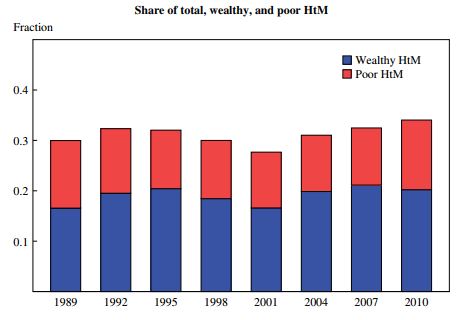 Share of total, wealthy, and poor HtM
Fraction
Wealthy HtM
Poor HtM
0.4
0.3
0.2
0.1
1989 1992 1995 1998 2001 2004 2007 2010